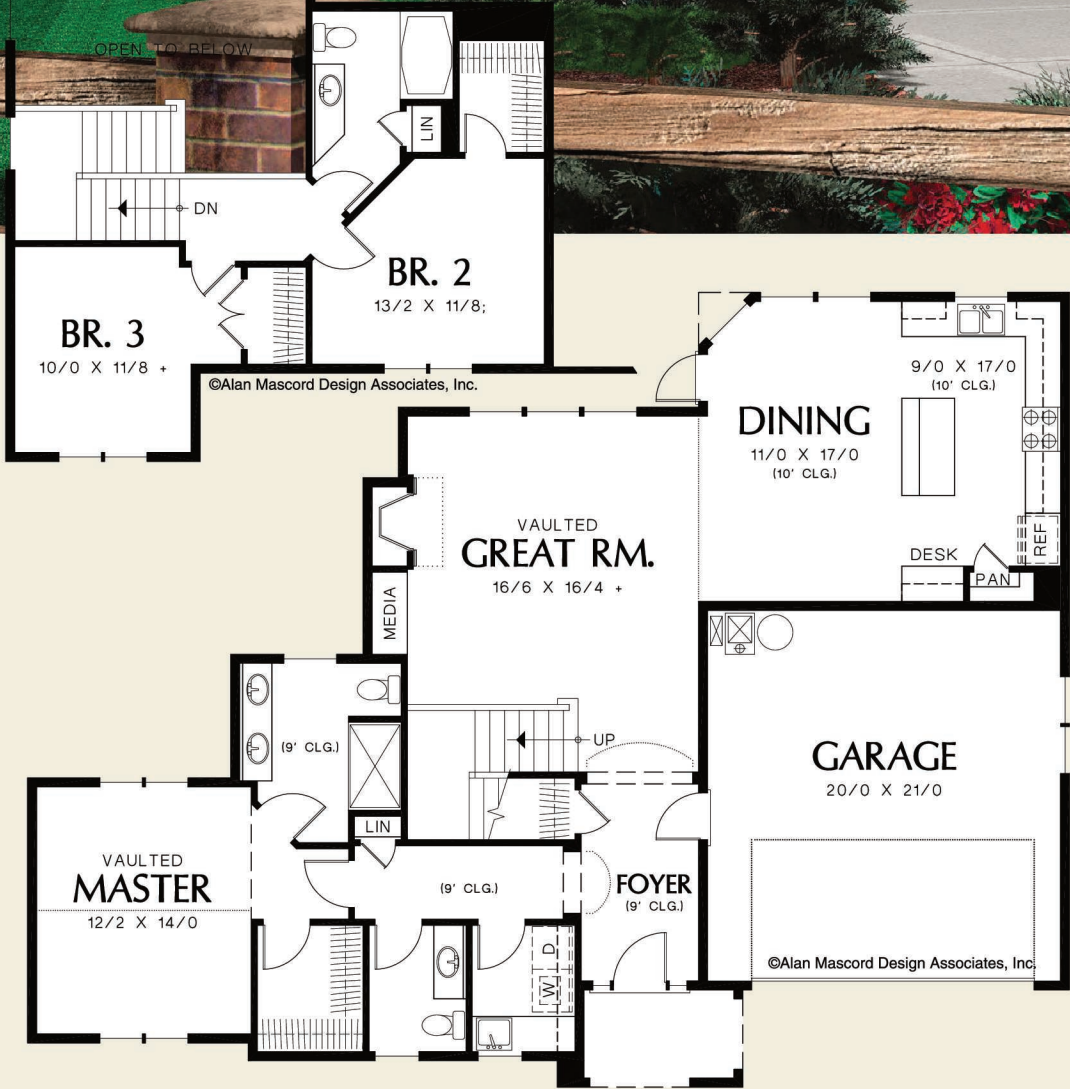 OPEN TO BELOW
LIN
DN
BR. 2
13/2 X 11/8;
BR. 3
10/0 X 11/8 +
©Alan Mascord Design Associates, Inc.
9/0 X 17/0
(10' CLG.)
DINING
11/0 X 17/0
(10' CLG.)
VAULTED
GREAT RM.
16/6 X 16/4 +
REF
DESK
PAN
MEDIA
UP
(9' CLG.)
GARAGE
20/0 X 21/0
LIN
VAULTED
MASTER
12/2 X 14/0
(9' CLG.)
FOYER
(9' CLG.)
D
W
©Alan Mascord Design Associates, Inc.